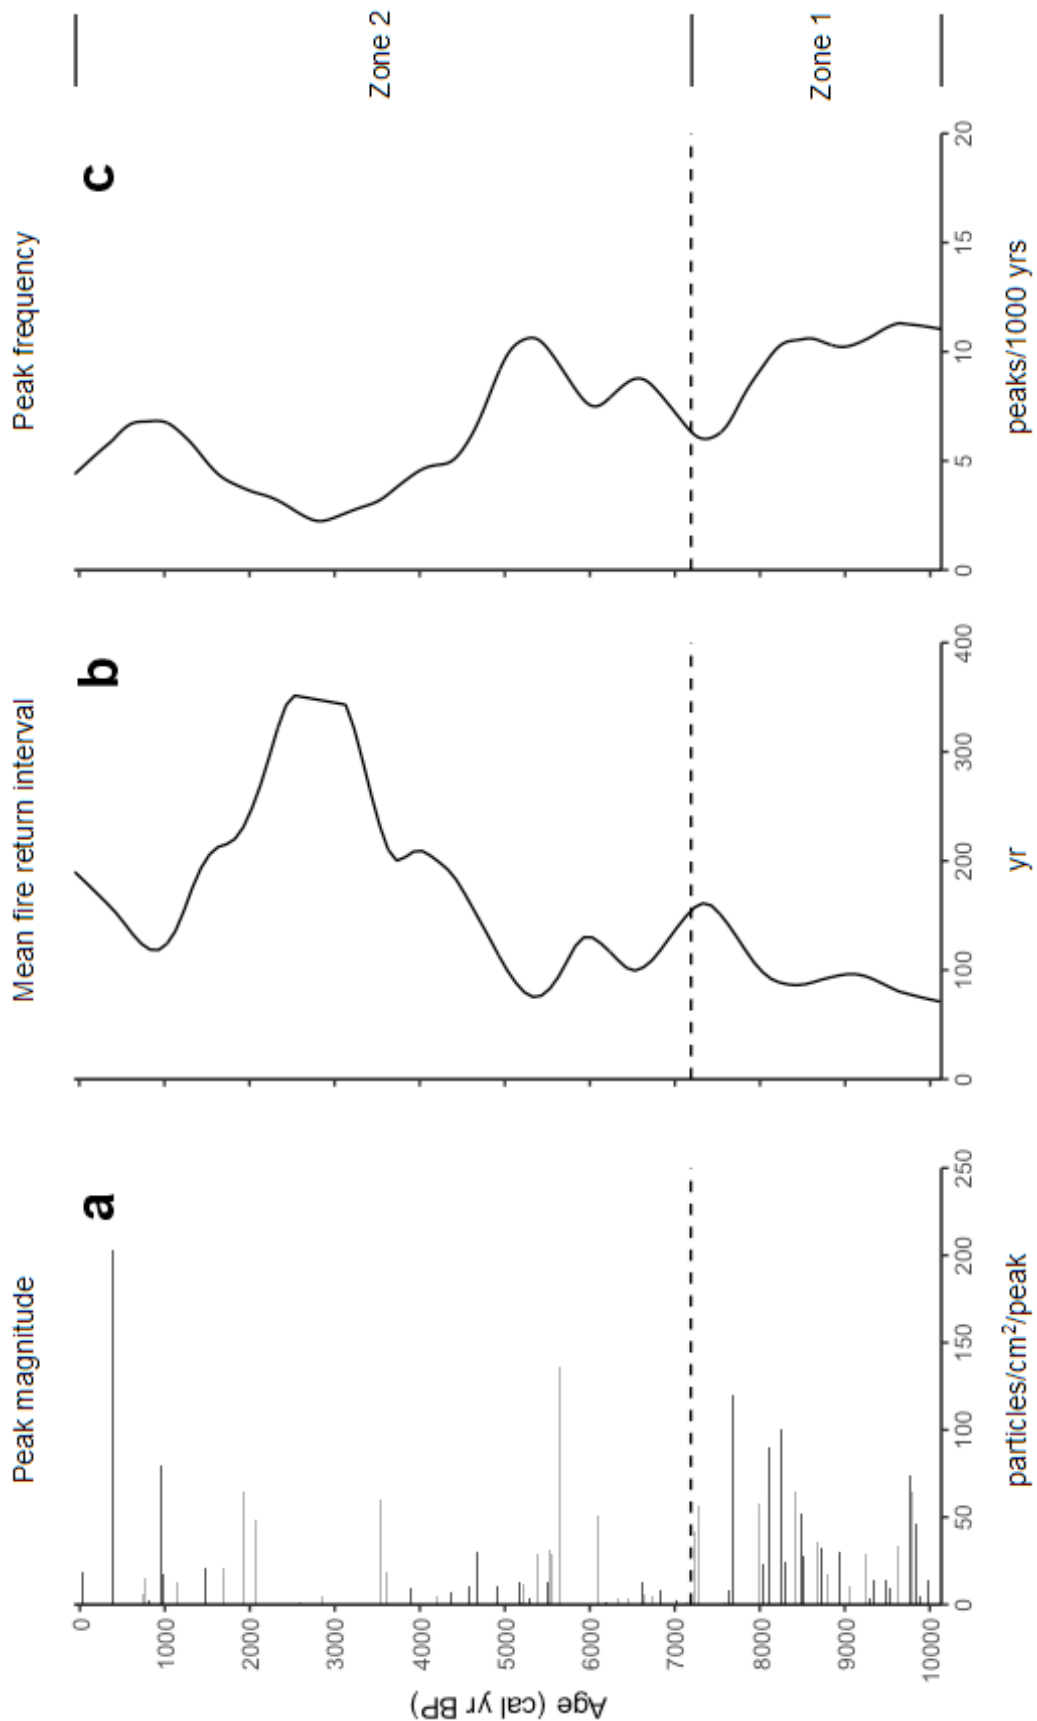 Peak magnitude
Mean fire return interval
Peak frequency
a
b
c
Age (cal yr BP)
0
1000
2000
3000
4000
5000
6000
7000
8000
9000
10000
Zone 2
Zone 1
0 50 100 150 200 250
0 100 200 300 400
0 5 10 15 20
particles/cm²/peak
yr
peaks/1000 yrs